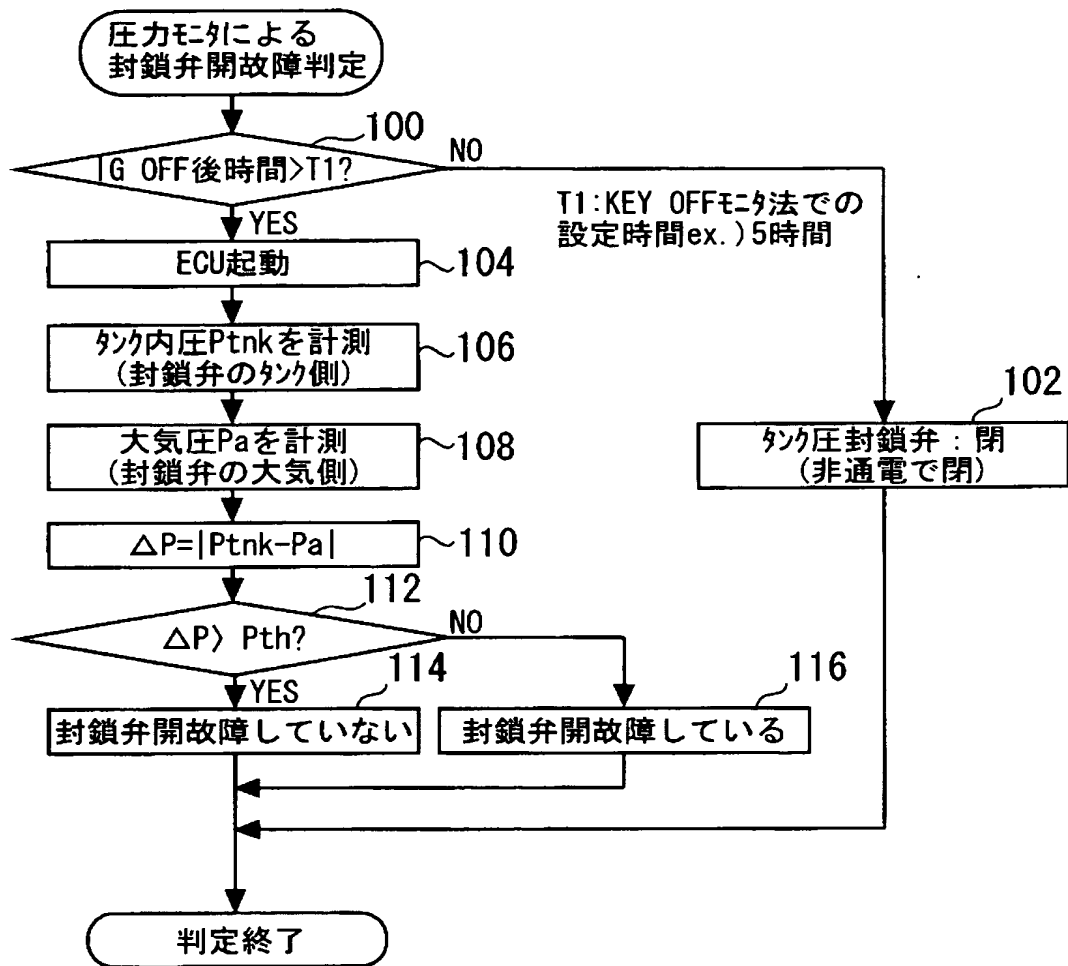 圧力ﾓﾆﾀによる
封鎖弁開故障判定
100
IG OFF後時間>T1?
NO
YES
T1:KEY OFFﾓﾆﾀ法での
設定時間ex.)5時間
ECU起動
104
ﾀﾝｸ内圧Ptnkを計測
(封鎖弁のﾀﾝｸ側)
106
102
ﾀﾝｸ圧封鎖弁:閉
(非通電で閉)
大気圧Paを計測
(封鎖弁の大気側)
108
△P=|Ptnk-Pa|
110
112
△P〉Pth?
NO
YES
114
封鎖弁開故障していない
116
封鎖弁開故障している
判定終了